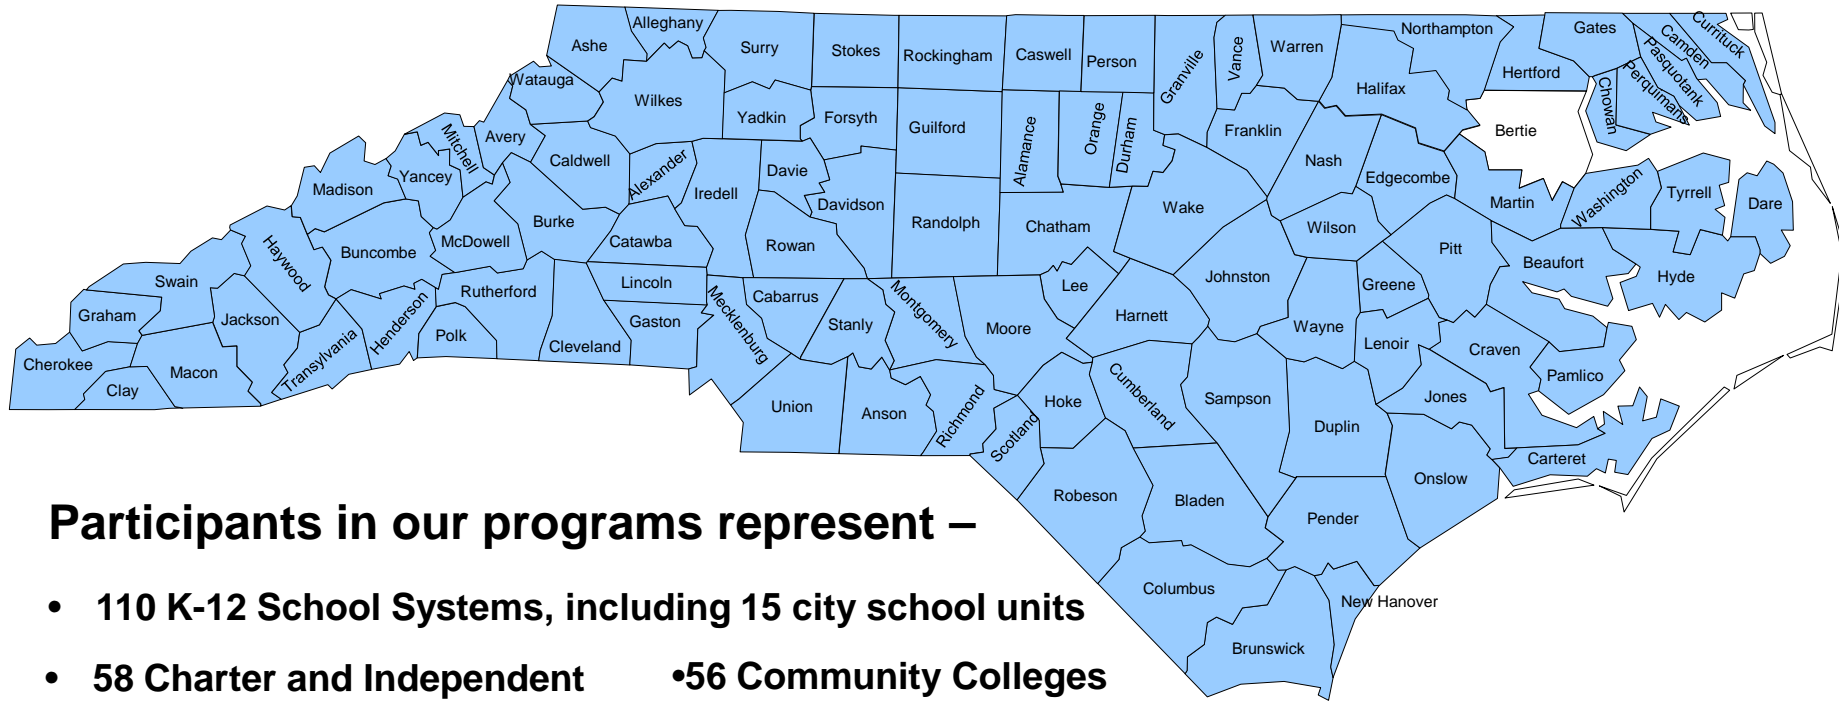 Alleghany
Ashe
Surry
Stokes
Rockingham
Caswell
Person
Granville
Vance
Warren
Northampton
Gates
Currituck
Camden
Pasquotank
Perquimans
Chowan
Hertford
Halifax
Bertie
Watauga
Wilkes
Yadkin
Forsyth
Guilford
Alamance
Orange
Durham
Franklin
Nash
Edgecombe
Martin
Washington
Tyrrell
Dare
Mitchell
Avery
Caldwell
Alexander
Iredell
Davie
Davidson
Randolph
Chatham
Wake
Wilson
Pitt
Beaufort
Hyde
Madison
Yancey
Burke
McDowell
Buncombe
Haywood
Catawba
Rowan
Johnston
Greene
Swain
Graham
Jackson
Cherokee
Clay
Macon
Transylvania
Henderson
Polk
Rutherford
Cleveland
Lincoln
Gaston
Mecklenburg
Cabarrus
Stanly
Montgomery
Moore
Lee
Harnett
Wayne
Lenoir
Craven
Pamlico
Jones
Union
Anson
Richmond
Scotland
Hoke
Cumberland
Sampson
Duplin
Onslow
Carteret
Robeson
Bladen
Pender
Columbus
New Hanover
Brunswick
Participants in our programs represent –
• 110 K-12 School Systems, including 15 city school units
• 58 Charter and Independent •56 Community Colleges